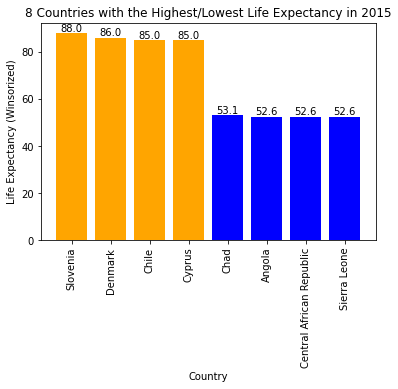 8 Countries with the Highest/Lowest Life Expectancy in 2015
88.0
86.0
85.0
85.0
53.1
52.6
52.6
52.6
Life Expectancy (Winsorized)
80
60
40
20
0
Slovenia
Denmark
Chile
Cyprus
Chad
Angola
Central African Republic
Sierra Leone
Country